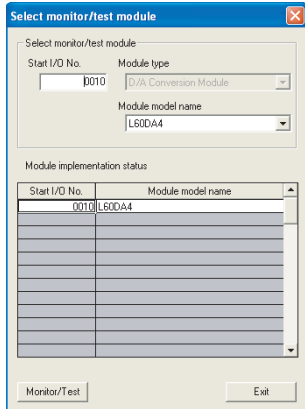 Select monitor/test module
Select monitor/test module
Start I/O No.
Module type
0010
D/A Conversion Module
Module model name
L60DA4
Module implementation status
Start I/O No.
Module model name
0010
L60DA4
Monitor/Test
Exit